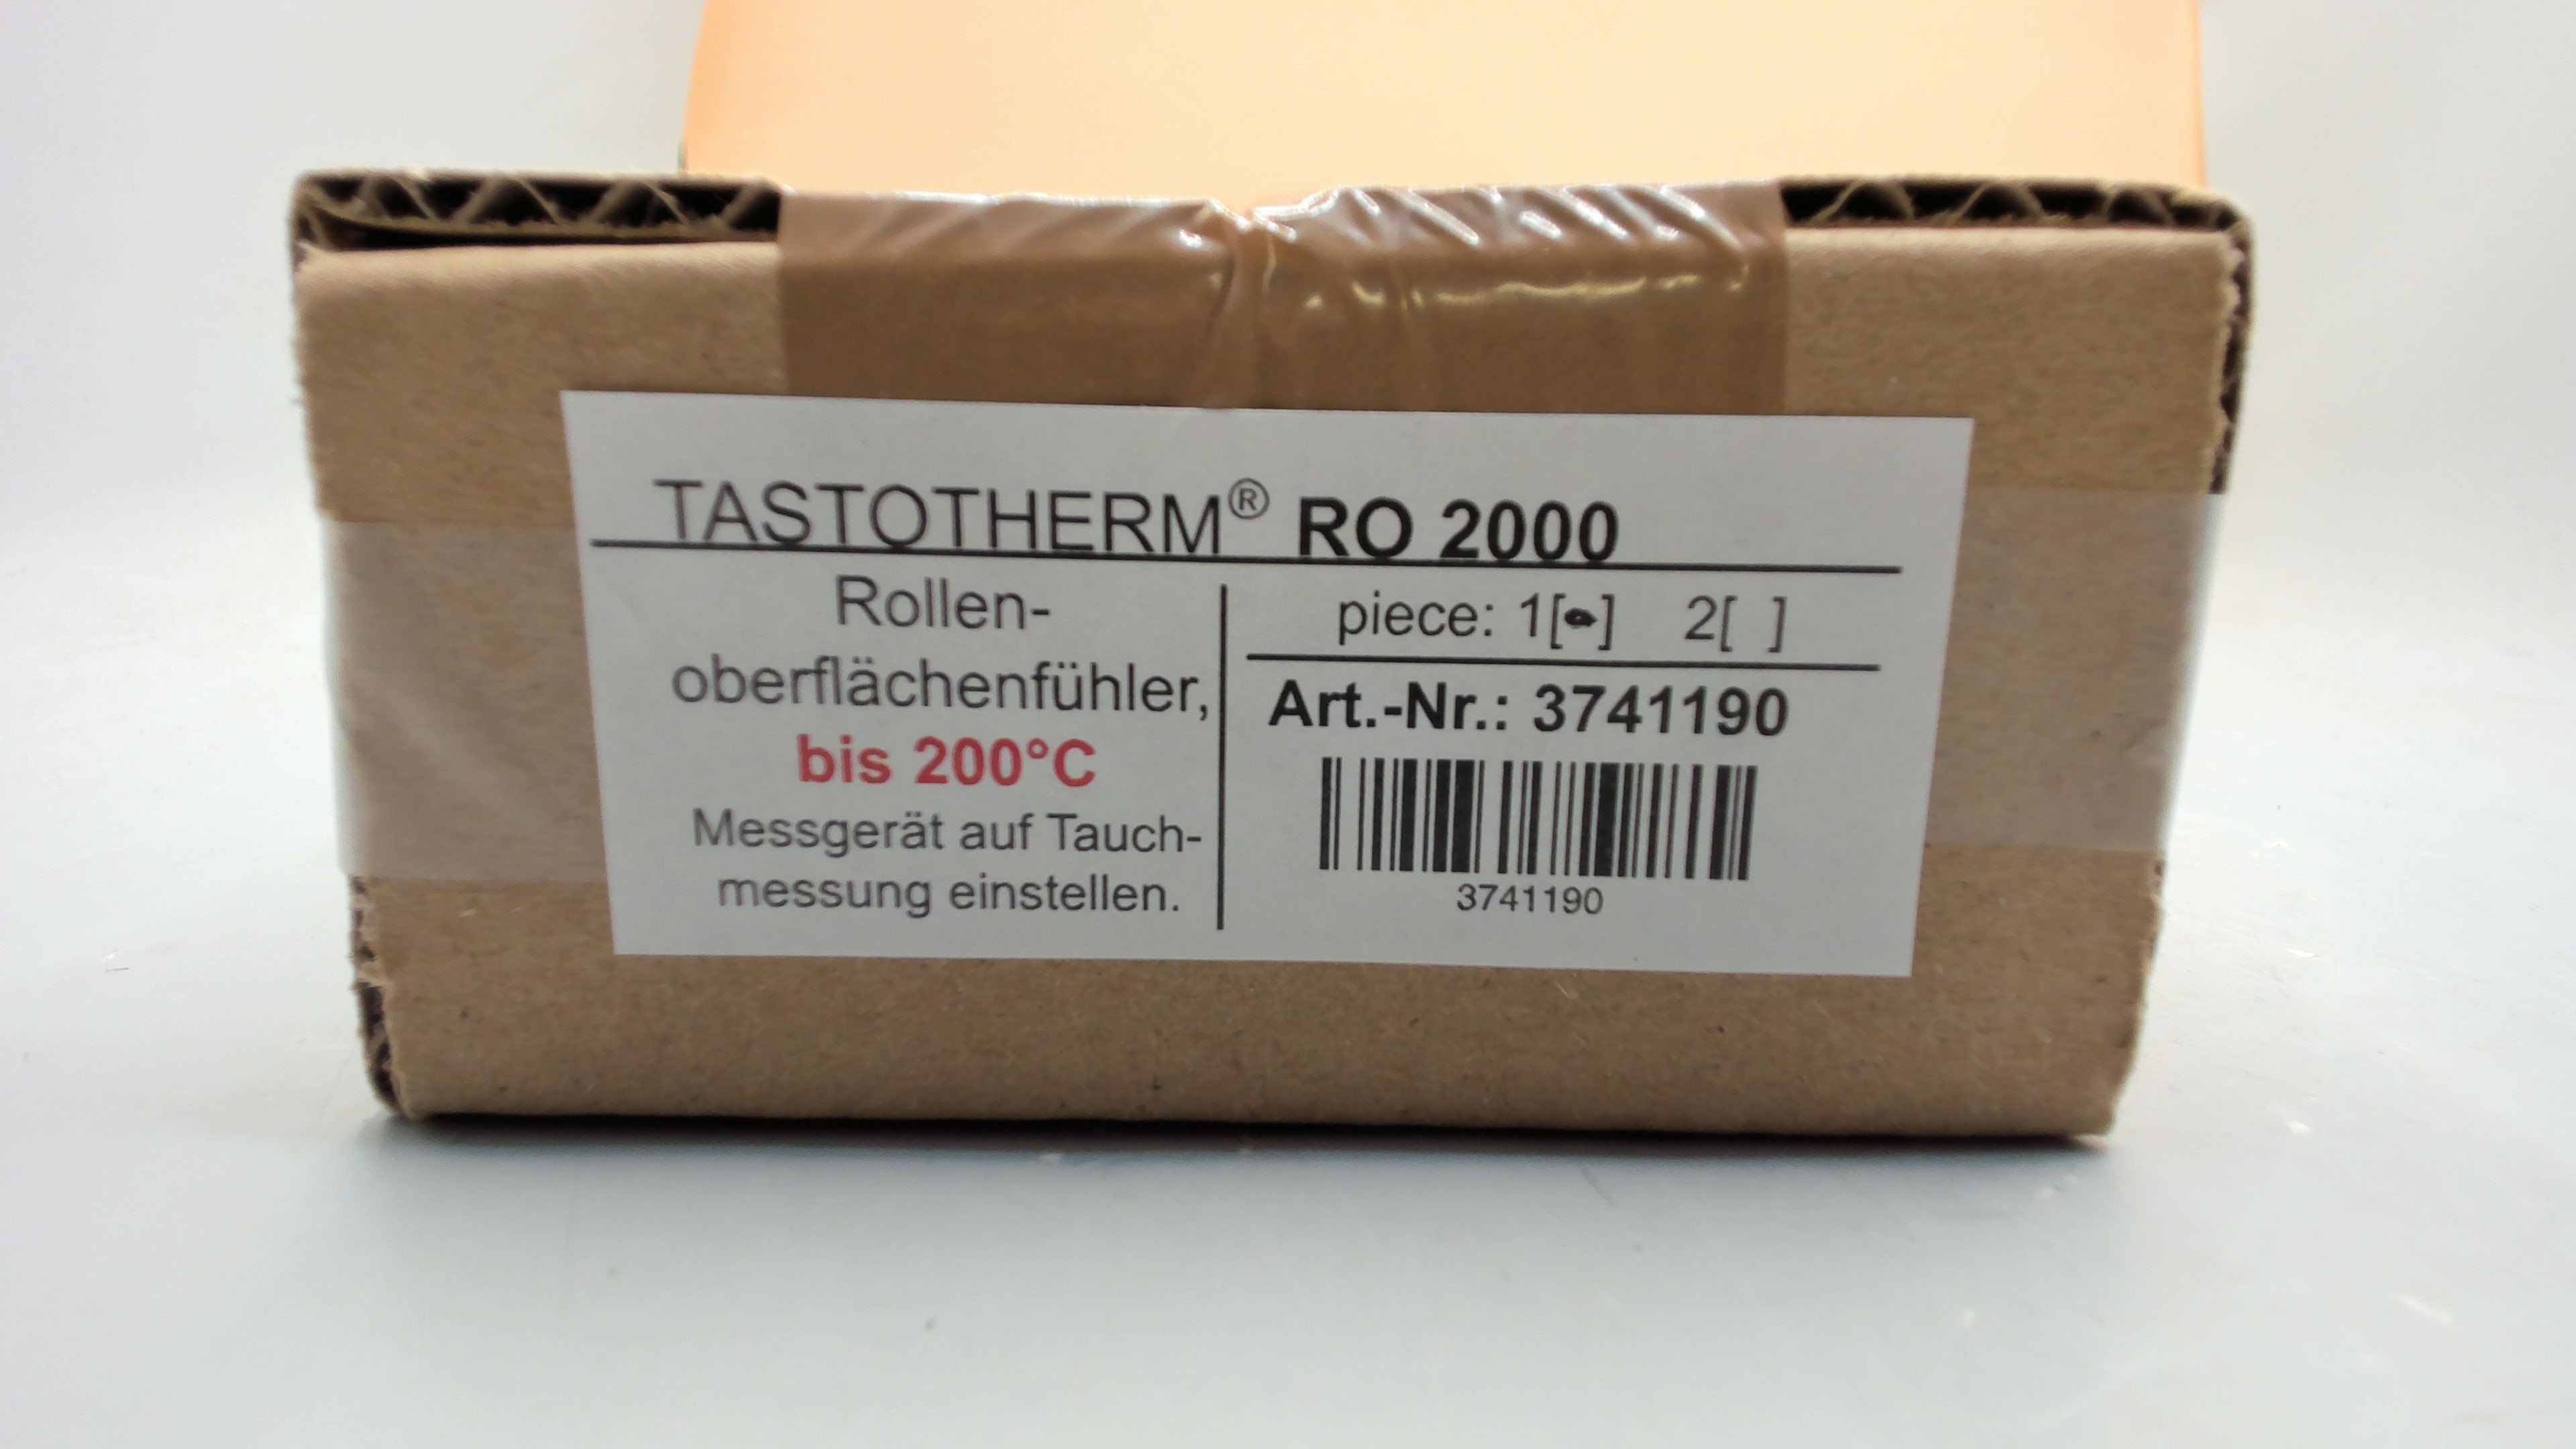 TASTOTHERM® RO 2000
Rollen-
oberflächenfühler,
bis 200°C
Messgerät auf Tauch-
messung einstellen.
piece: 1[•] 2[ ]
Art.-Nr.: 3741190
3741190